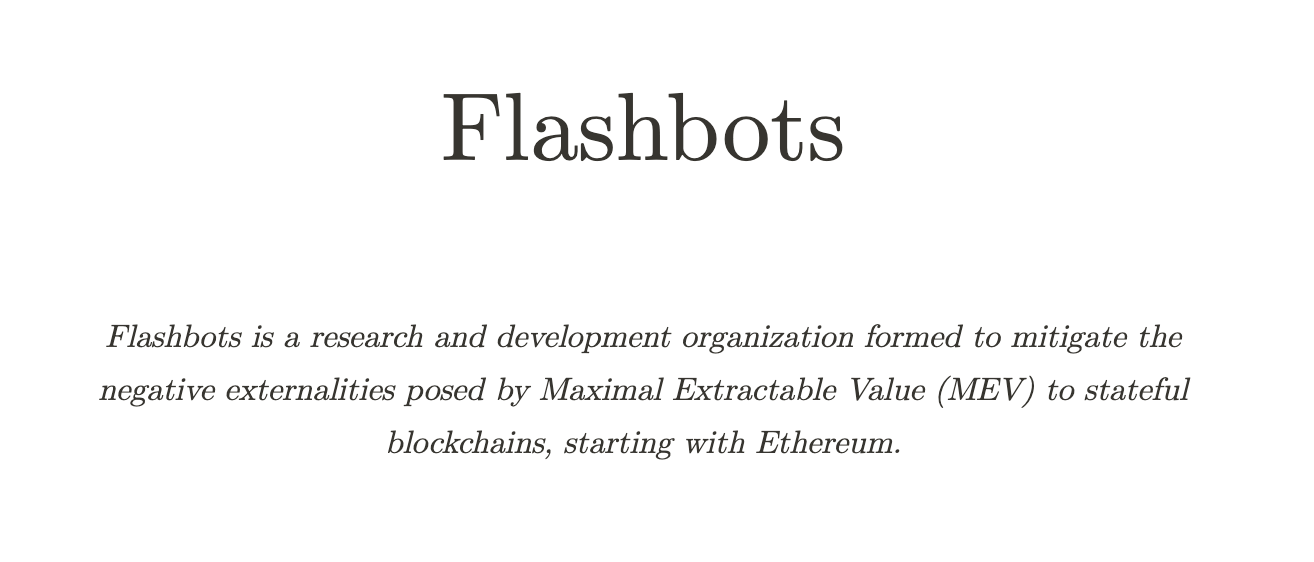 Flashbots
Flashbots is a research and development organization formed to mitigate the
negative externalities posed by Maximal Extractable Value (MEV) to stateful
blockchains, starting with Ethereum.